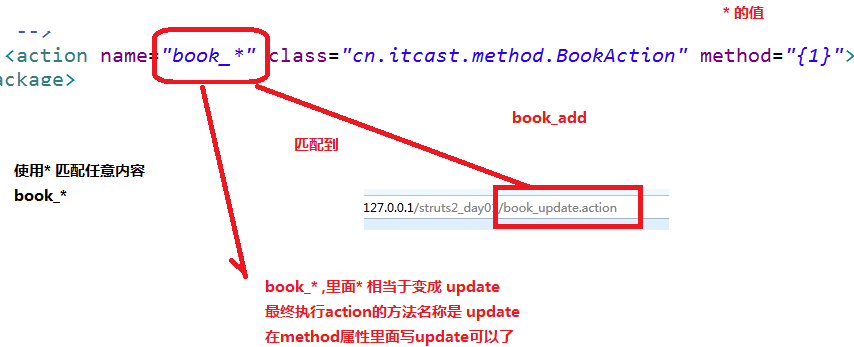 * 的值
-->
<action name="book_*" class="cn.itcast.method.BookAction" method="{1}">
ackage>
book_add
匹配到
使用* 匹配任意内容
book_*
127.0.0.1/struts2_day0 /book_update.action
book_* ,里面* 相当于变成 update
最终执行action的方法名称是 update
在method属性里面写update可以了